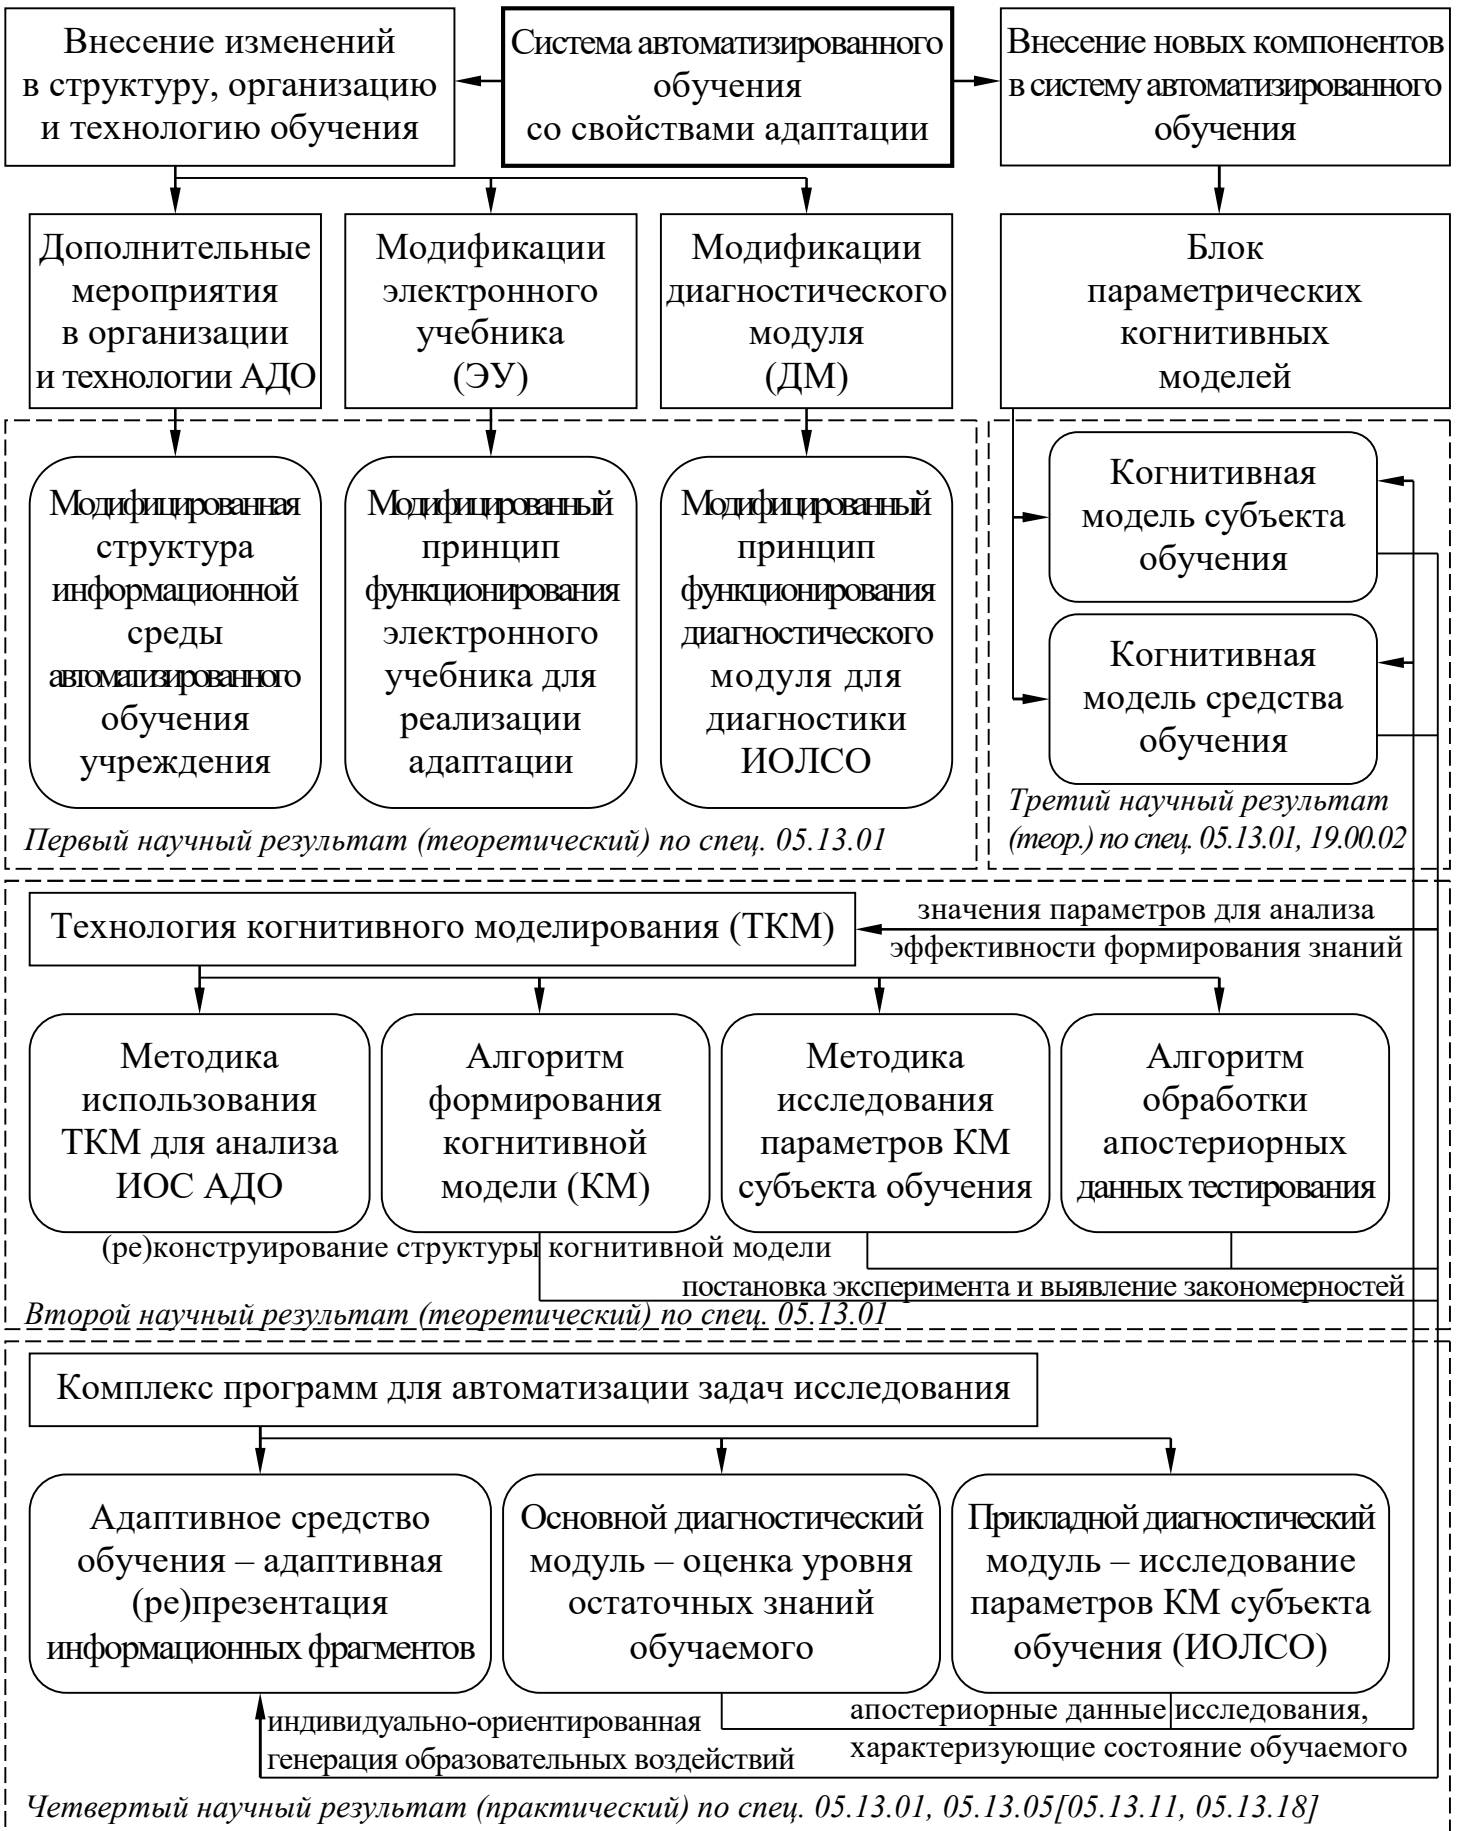 Внесение изменений
в структуру, организацию
и технологию обучения
Система автоматизированного
обучения
со свойствами адаптации
Внесение новых компонентов
в систему автоматизированного
обучения
Дополнительные
мероприятия
в организации
и технологии АДО
Модификации
электронного
учебника
(ЭУ)
Модификации
диагностического
модуля
(ДМ)
Блок
параметрических
когнитивных
моделей
Модифицированная
структура
информационной
среды
автоматизированного
обучения
учреждения
Модифицированный
принцип
функционирования
электронного
учебника для
реализации
адаптации
Модифицированный
принцип
функционирования
диагностического
модуля для
диагностики
ИОЛСО
Когнитивная
модель субъекта
обучения
Когнитивная
модель средства
обучения
Первый научный результат (теоретический) по спец. 05.13.01
Третий научный результат
(теор.) по спец. 05.13.01, 19.00.02
Технология когнитивного моделирования (ТКМ)
значения параметров для анализа
эффективности формирования знаний
Методика
использования
ТКМ для анализа
ИОС АДО
Алгоритм
формирования
когнитивной
модели (КМ)
Методика
исследования
параметров КМ
субъекта обучения
Алгоритм
обработки
апостериорных
данных тестирования
(ре)конструирование структуры когнитивной модели
постановка эксперимента и выявление закономерностей
Второй научный результат (теоретический) по спец. 05.13.01
Комплекс программ для автоматизации задач исследования
Адаптивное средство
обучения – адаптивная
(ре)презентация
информационных фрагментов
Основной диагностический
модуль – оценка уровня
остаточных знаний
обучаемого
Прикладной диагностический
модуль – исследование
параметров КМ субъекта
обучения (ИОЛСО)
индивидуально-ориентированная
генерация образовательных воздействий
апостериорные данные исследования,
характеризующие состояние обучаемого
Четвертый научный результат (практический) по спец. 05.13.01, 05.13.05[05.13.11, 05.13.18]